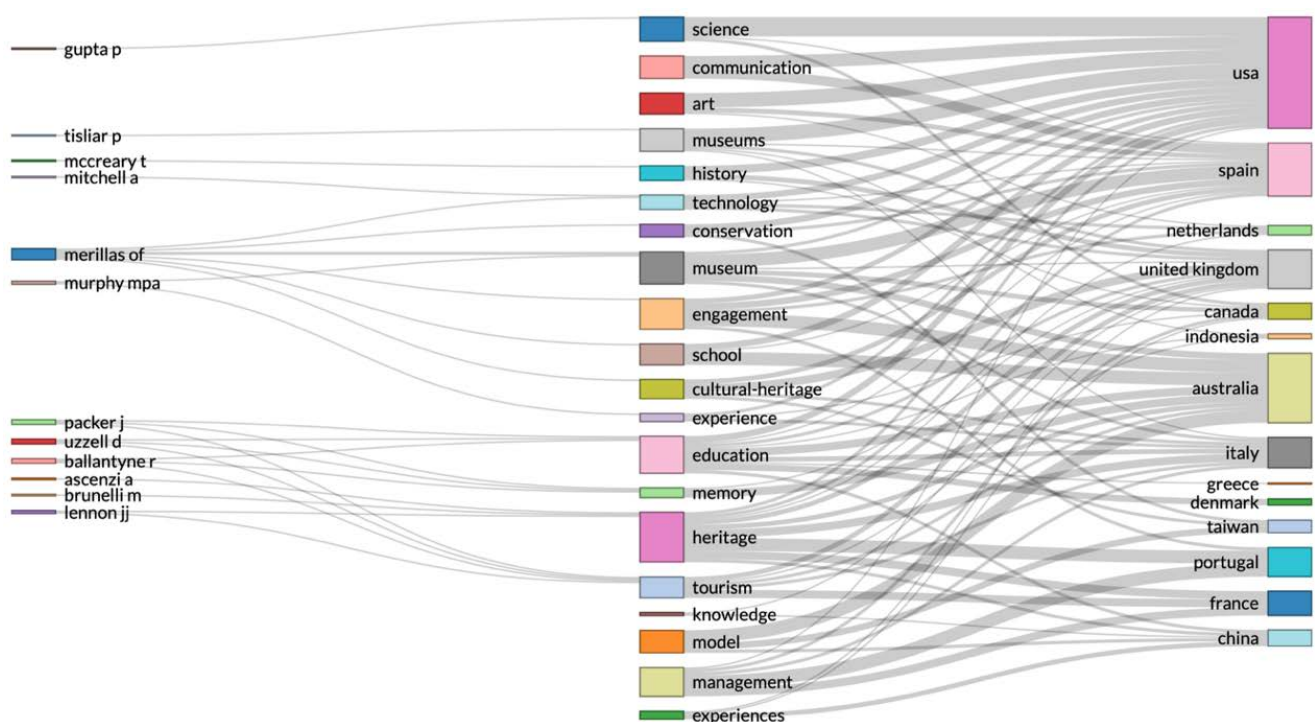 gupta p
tisliar p
mccreary t
mitchell a
merillas of
murphy mpa
packer j
uzzell d
ballantyne r
ascenzi a
brunelli m
lennon jj
science
communication
art
museums
history
technology
conservation
museum
engagement
school
cultural-heritage
experience
education
memory
heritage
tourism
knowledge
model
management
experiences
usa
spain
netherlands
united kingdom
canada
indonesia
australia
italy
greece
denmark
taiwan
portugal
france
china